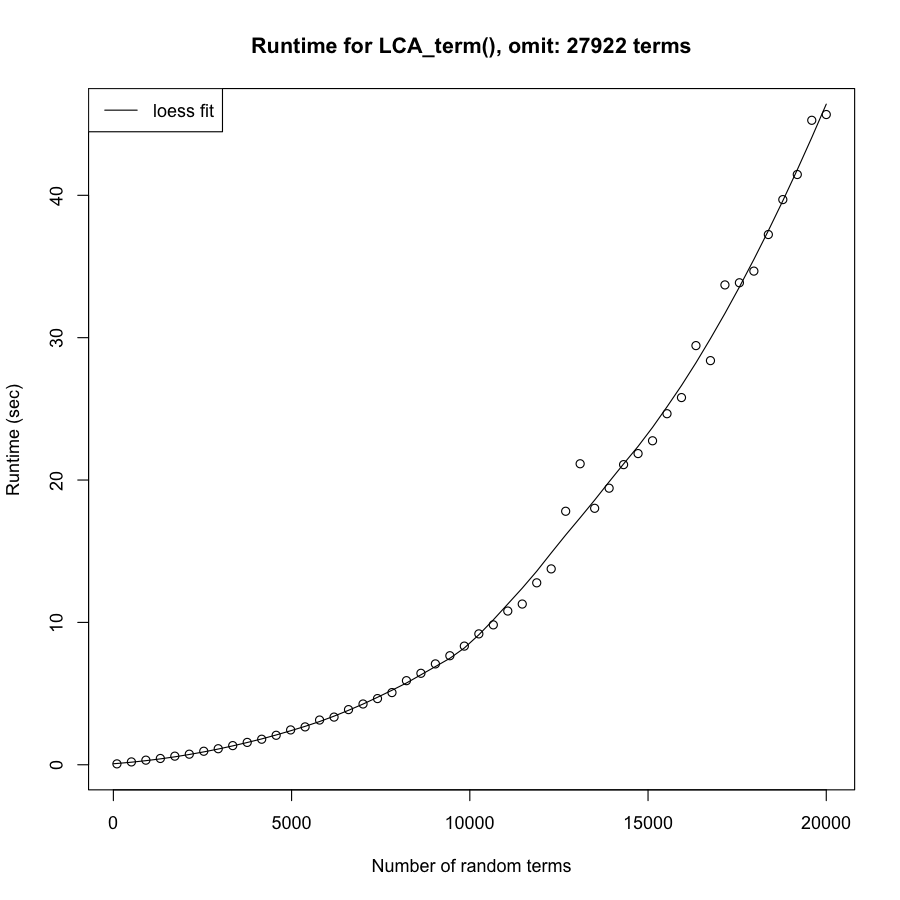 Runtime for LCA_term(), omit: 27922 terms
loess fit
40
30
20
10
0
Runtime (sec)
0 5000 10000 15000 20000
Number of random terms